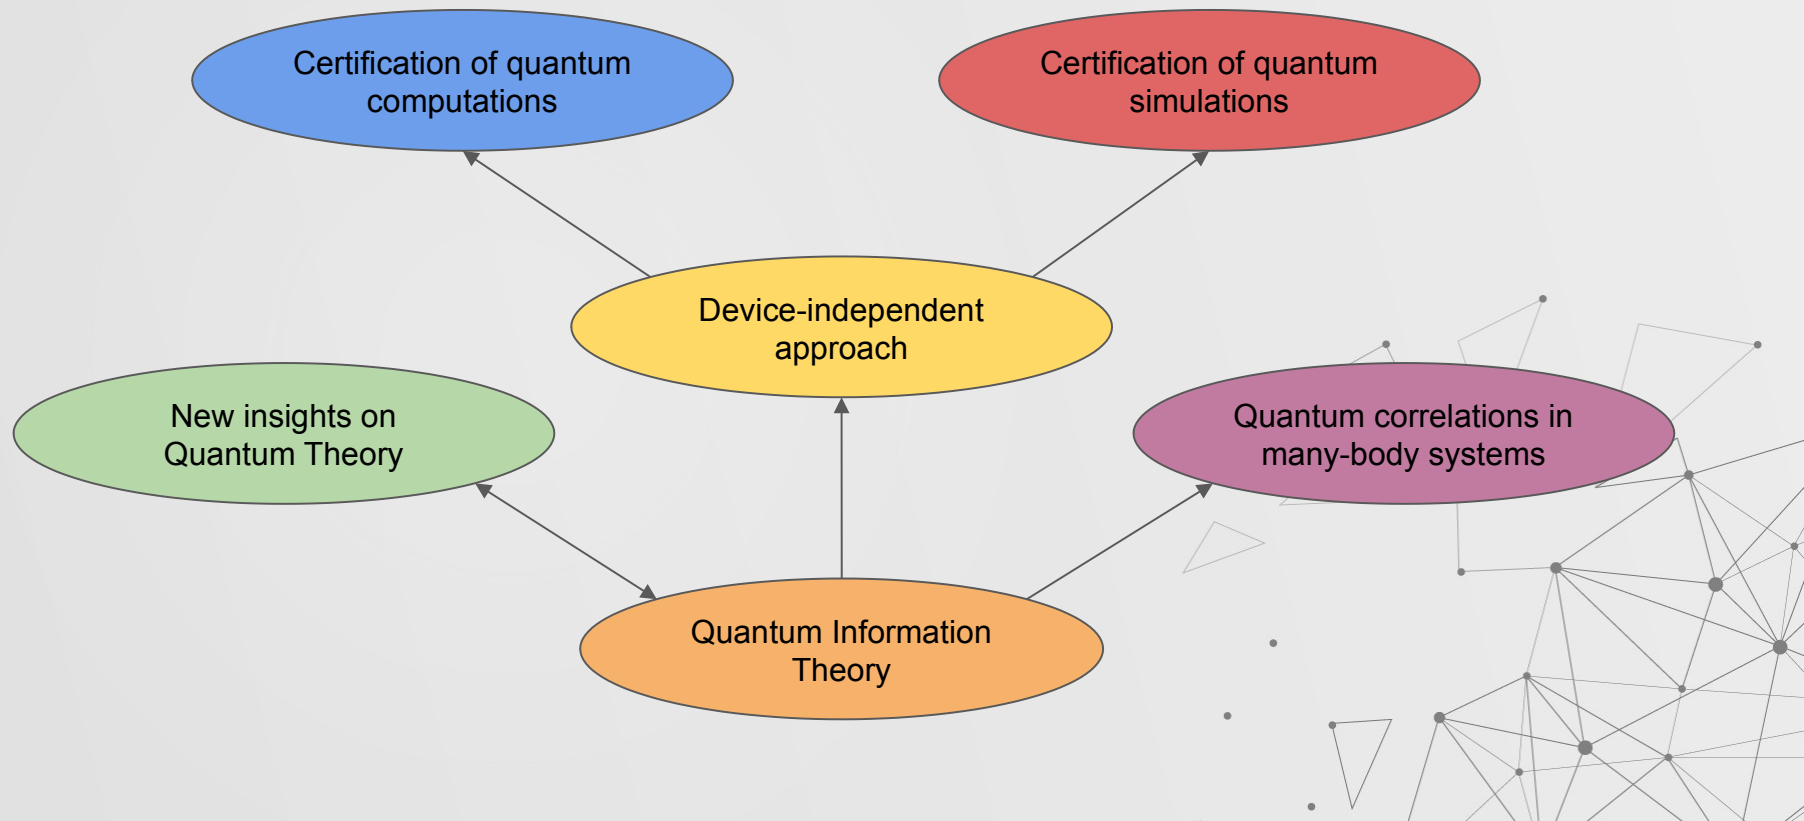 Certification of quantum
computations
Certification of quantum
simulations
Device-independent
approach
New insights on
Quantum Theory
Quantum correlations in
many-body systems
Quantum Information
Theory